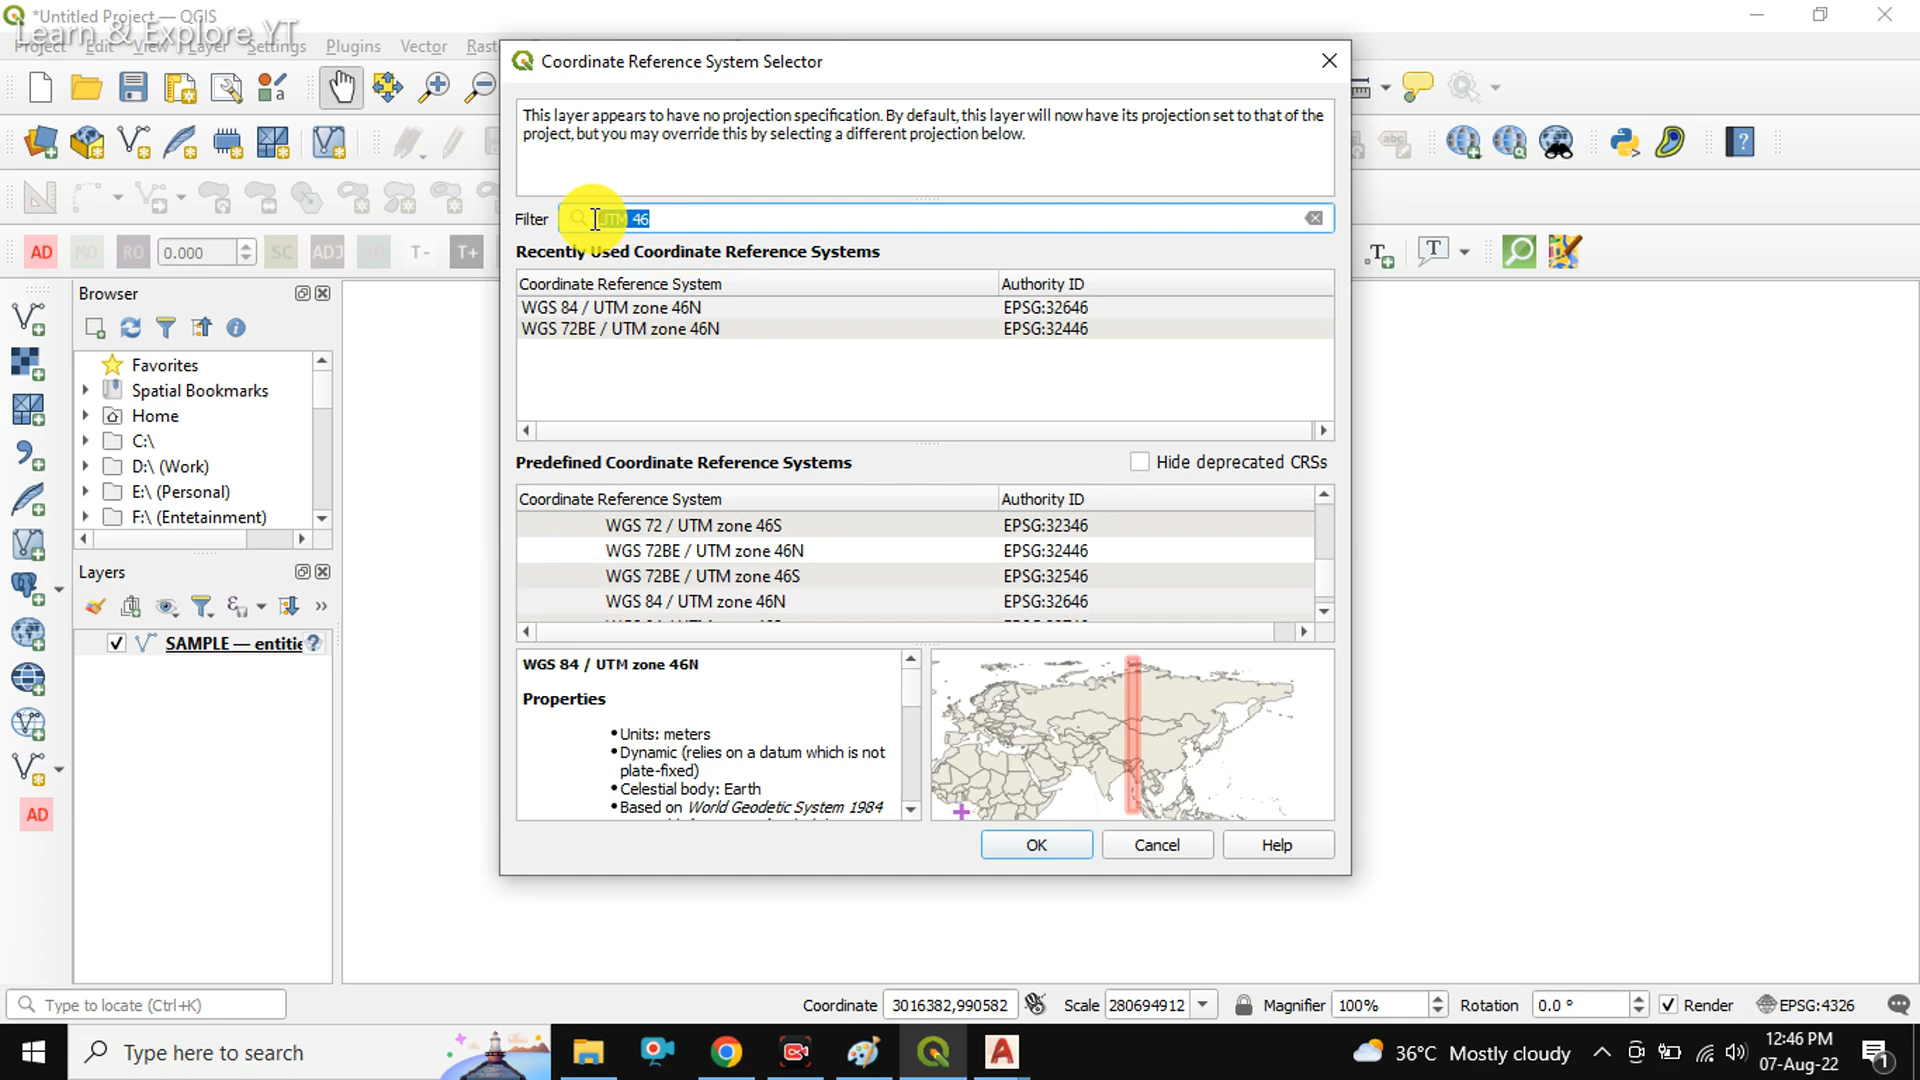 *Untitled Project — QGIS
Learn & Explore YT
Project Edit View Layer Settings Plugins Vector Rast
Coordinate Reference System Selector
This layer appears to have no projection specification. By default, this layer will now have its projection set to that of the
project, but you may override this by selecting a different projection below.
Filter UTM 46
Recently Used Coordinate Reference Systems
Coordinate Reference System Authority ID
WGS 84 / UTM zone 46N EPSG:32646
WGS 72BE / UTM zone 46N EPSG:32446
Predefined Coordinate Reference Systems Hide deprecated CRSs
Coordinate Reference System Authority ID
WGS 72 / UTM zone 46S EPSG:32346
WGS 72BE / UTM zone 46N EPSG:32446
WGS 72BE / UTM zone 46S EPSG:32546
WGS 84 / UTM zone 46N EPSG:32646
WGS 84 / UTM zone 46N
Properties
• Units: meters
• Dynamic (relies on a datum which is not
plate-fixed)
• Celestial body: Earth
• Based on World Geodetic System 1984
OK Cancel Help
AD MO RO 0.000 SC ADJ T- T+
abc
T
Browser
Favorites
Spatial Bookmarks
Home
C:\
D:\ (Work)
E:\ (Personal)
F:\ (Entetainment)
Layers
SAMPLE — entitie
AD
Type to locate (Ctrl+K) Coordinate 3016382,990582 Scale 280694912 Magnifier 100% Rotation 0.0 ° Render EPSG:4326
Type here to search 36°C Mostly cloudy 12:46 PM
07-Aug-22 1